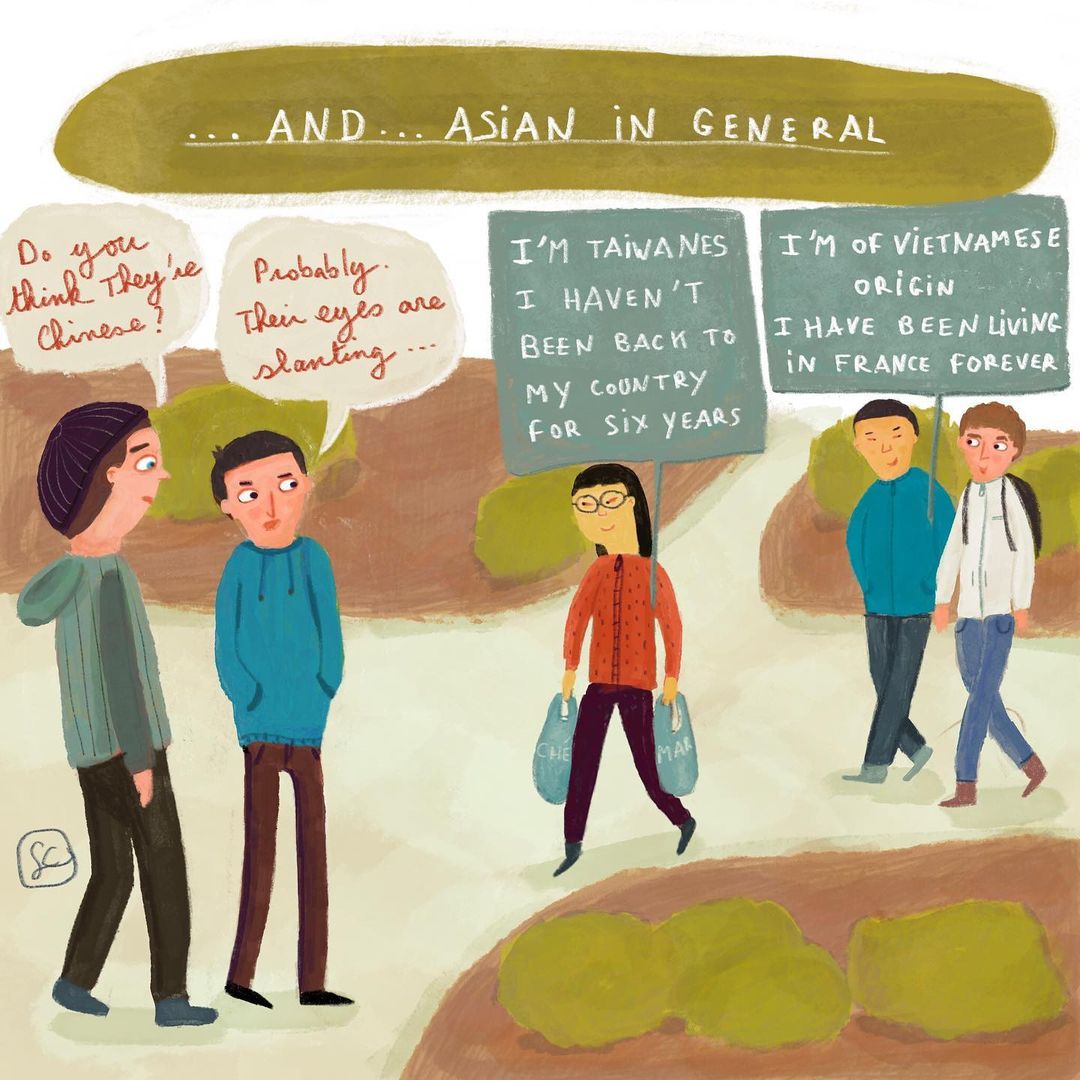 ... AND... ASiAN iN GENERAL
Do you
think They're
Chinese?
Probably.
Their eyes are
slanting ...
I'M TAiWANES
I HAVEN'T
BEEN BACK TO
MY COUNTRY
FOR SiX YEARS
I'M OF ViETNAMESE
ORiGiN
I HAVE BEEN LiViNG
iN FRANCE FOREVER
CHE
MAR
SC